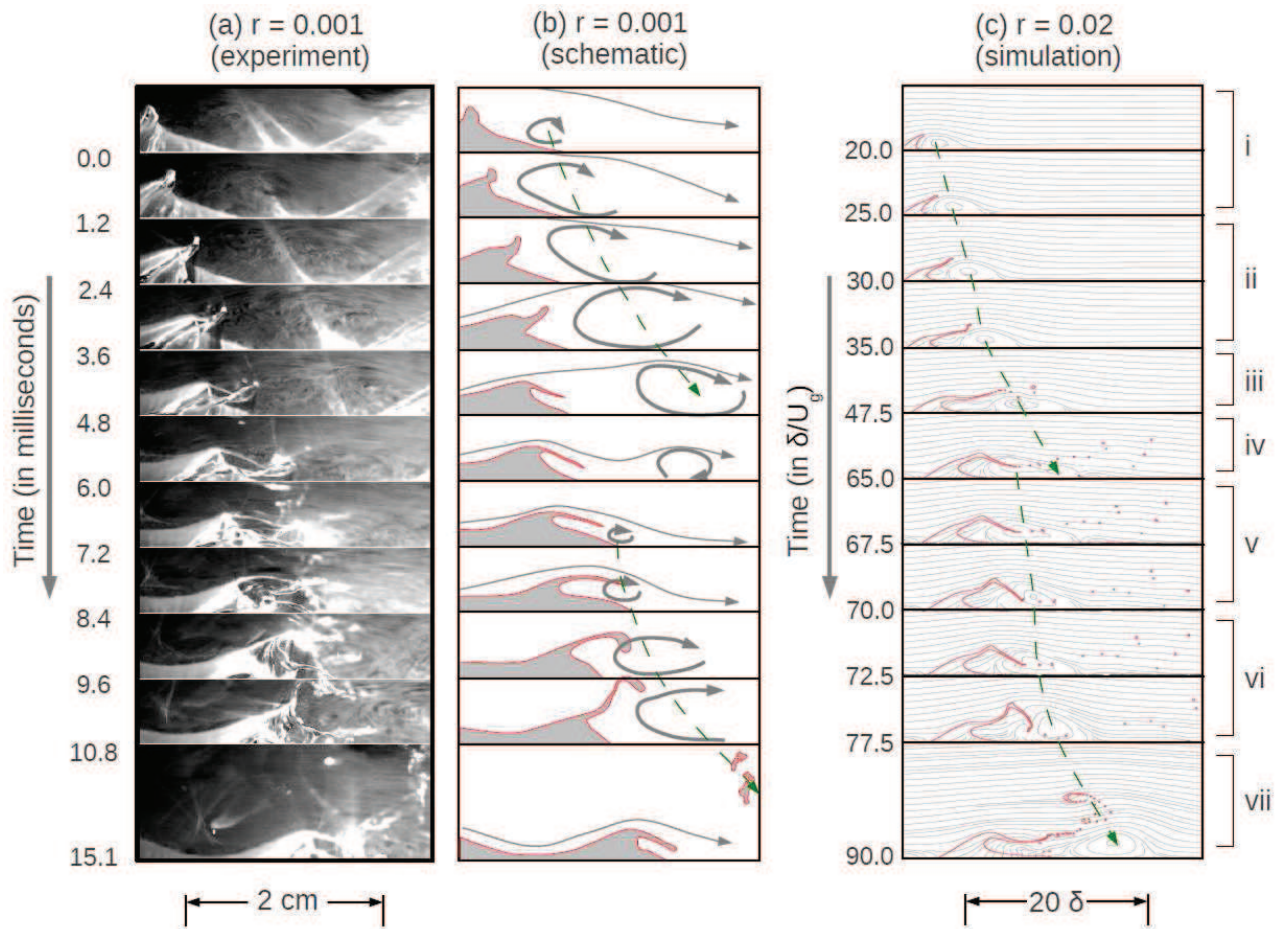 (a) r = 0.001
(experiment)
(b) r = 0.001
(schematic)
(c) r = 0.02
(simulation)
Time (in milliseconds)
0.0
1.2
2.4
3.6
4.8
6.0
7.2
8.4
9.6
10.8
15.1
2 cm
Time (in δ/U_g)
20.0
25.0
30.0
35.0
47.5
65.0
67.5
70.0
72.5
77.5
90.0
20 δ
i
ii
iii
iv
v
vi
vii